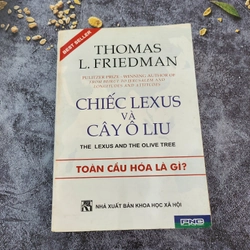 BEST SELLER
THOMAS
L. FRIEDMAN
CHIẾC LEXUS
VÀ
CÂY Ô LIU
THE LEXUS AND THE OLIVE TREE
TOÀN CẦU HÓA LÀ GÌ?
NHÀ XUẤT BẢN KHOA HỌC XÃ HỘI